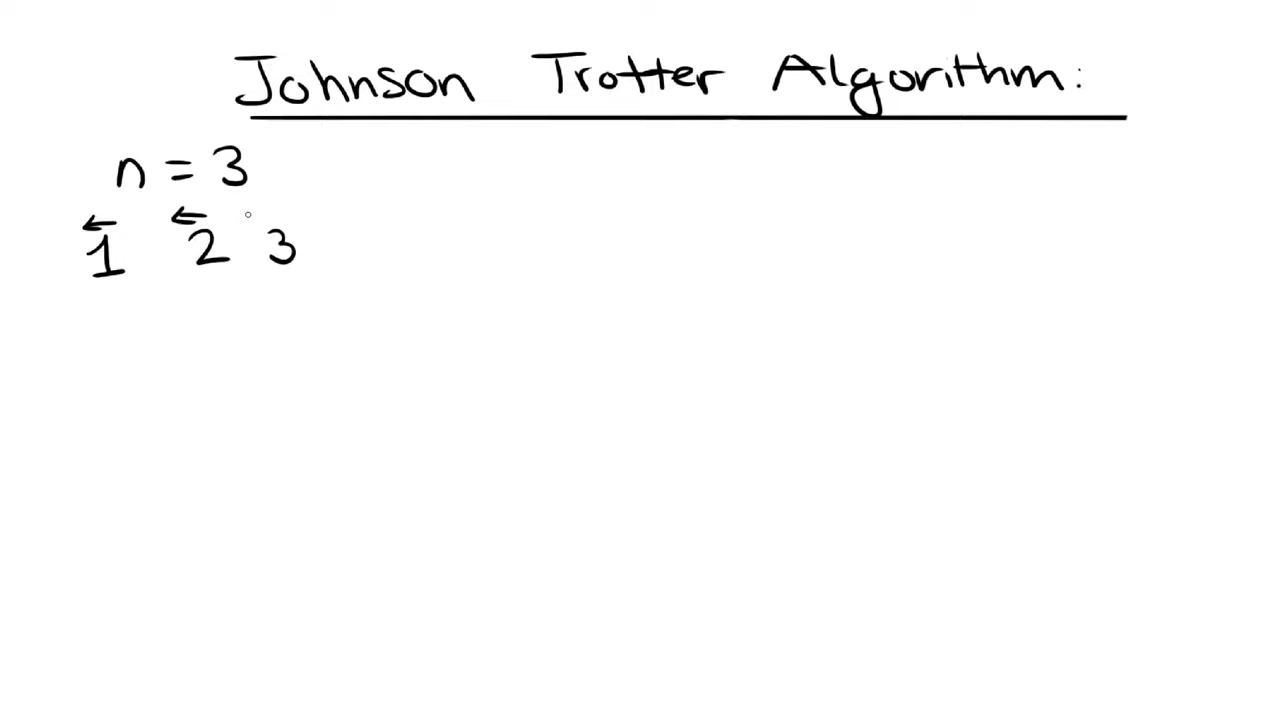 Johnson Trotter Algorithm:
n = 3
← ←
1 2 3